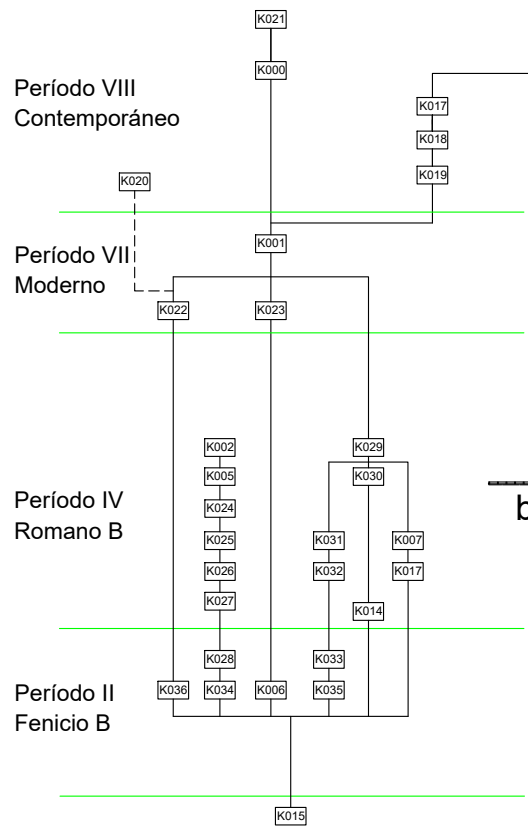 K021
K000
Período VIII
Contemporáneo
K017
K018
K019
K020
K001
Período VII
Moderno
K022
K023
K029
K002
K005
K030
K024
Período IV
Romano B
K025
K031
K007
K026
K032
K017
K027
K014
b
K028
K033
Período II
Fenicio B
K036
K034
K006
K035
K015